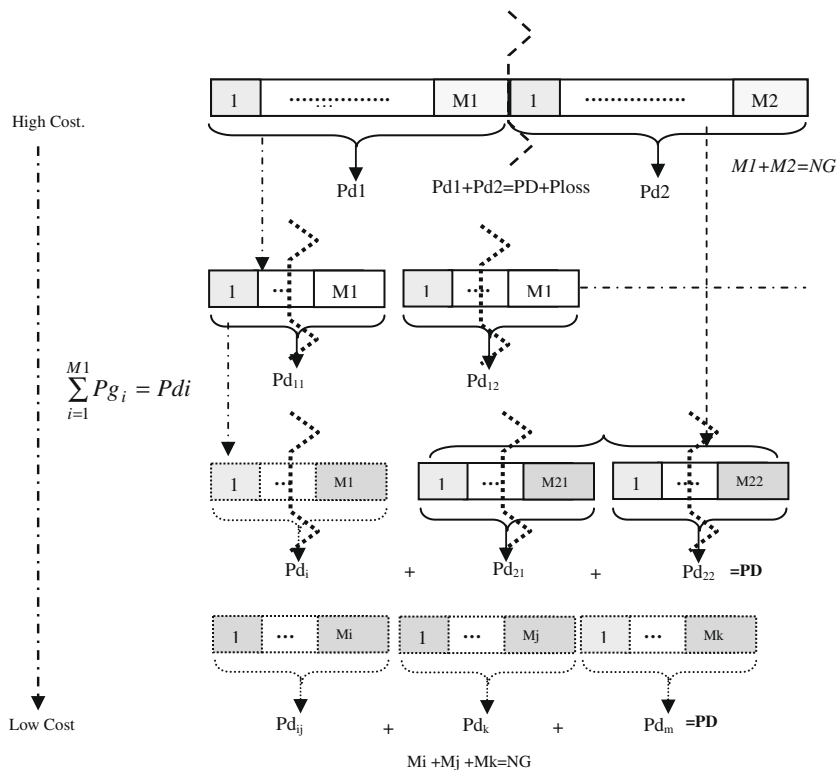 1 ................... ... M1 1 ................... M2
High Cost.
Pd1 Pd1+Pd2=PD+Ploss Pd2 M1+M2=NG
1 ... M1 1 ... M1
Pd₁₁ Pd₁₂
M1
∑ Pgᵢ = Pdi
i=1
1 ... M1 1 ... M21 1 ... M22
Pdᵢ + Pd₂₁ + Pd₂₂ =PD
1 ... Mi 1 ... Mj 1 ... Mk
Low Cost Pdᵢⱼ + Pdₖ + Pdₘ =PD
Mi +Mj +Mk=NG